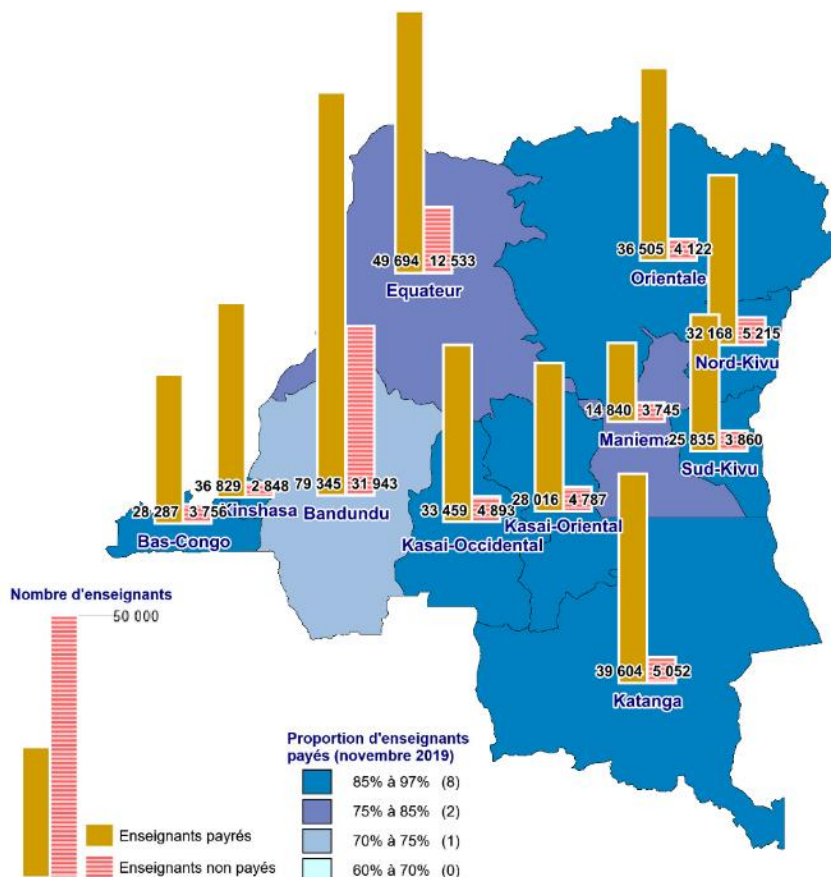 49 694 12 533
Equateur
36 505 4 122
Orientale
32 168 5 215
Nord-Kivu
14 840 3 745
Maniema
25 835 3 860
Sud-Kivu
36 829 2 848
Kinshasa
79 345 31 943
Bandundu
28 287 3 756
Bas-Congo
33 459 4 893
Kasai-Occidental
28 016 4 787
Kasai-Oriental
39 604 5 052
Katanga
Nombre d'enseignants
50 000
Enseignants payrés
Enseignants non payés
Proportion d'enseignants
payés (novembre 2019)
85% à 97% (8)
75% à 85% (2)
70% à 75% (1)
60% à 70% (0)